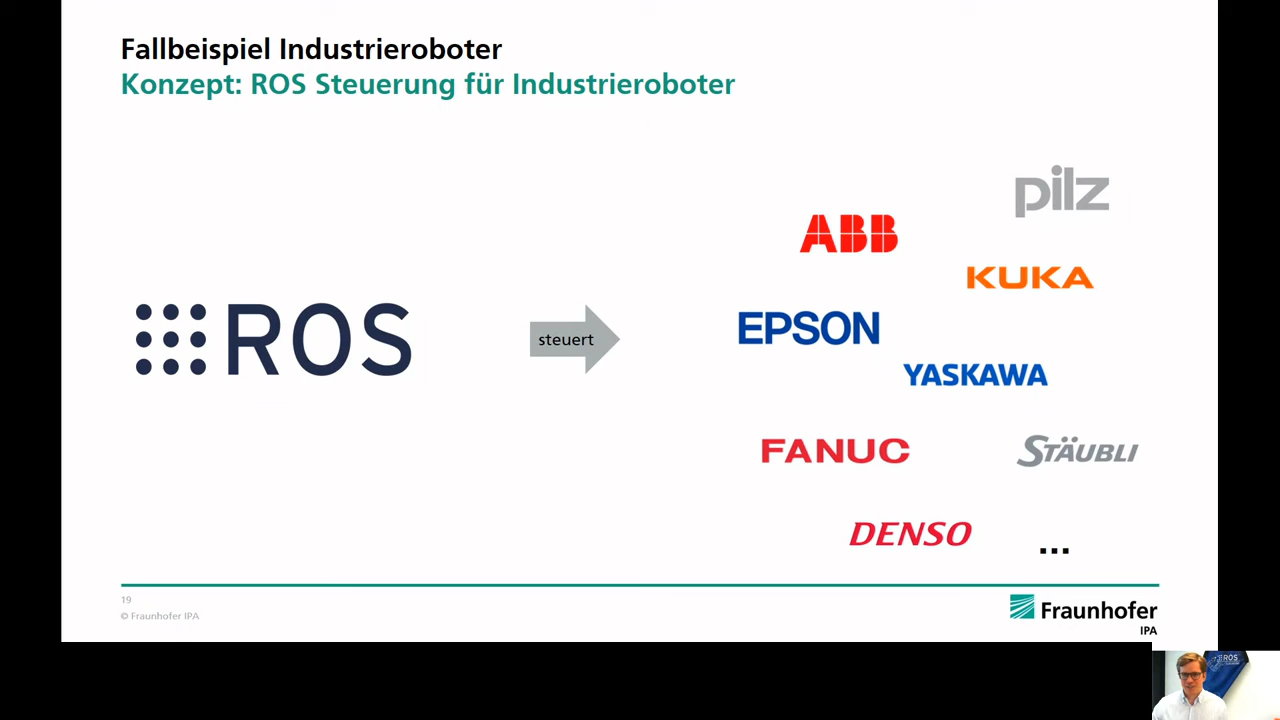 Fallbeispiel Industrieroboter
Konzept: ROS Steuerung für Industrieroboter
pilz
ABB
KUKA
ROS
steuert
EPSON
YASKAWA
FANUC
STÄUBLI
DENSO
...
19
© Fraunhofer IPA
Fraunhofer
IPA
ROS